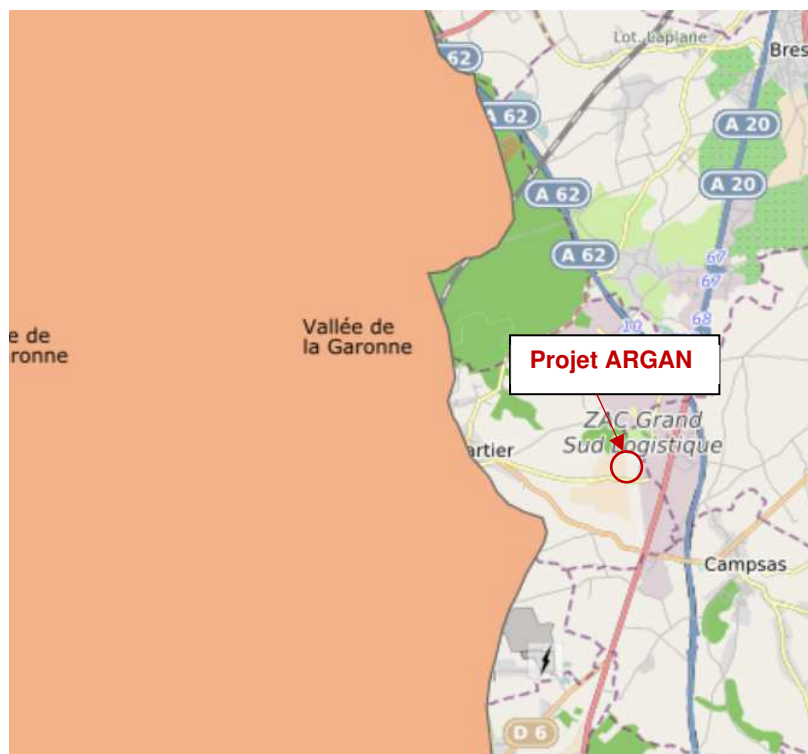 Lot. Laplane
Bres
62
A 62
A 20
A 20
A 62
A 62
67
67
68
10
e de
ronne
Vallée de
la Garonne
Projet ARGAN
ZAC Grand
Sud Logistique
artier
Campsas
D 6